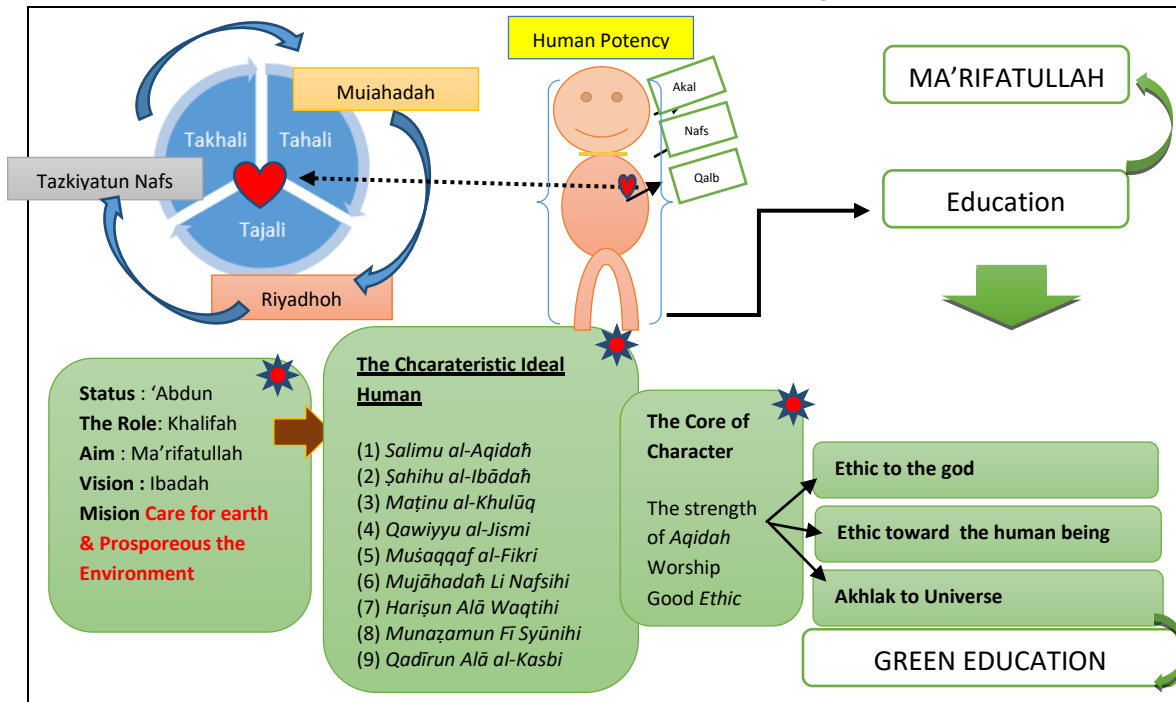 Human Potency
Mujahadah
Takhali
Tahali
Tajali
Tazkiyatun Nafs
Riyadhoh
Akal
Nafs
Qalb
MA’RIFATULLAH
Education
Status : ‘Abdun
The Role: Khalifah
Aim : Ma’rifatullah
Vision : Ibadah
Mision Care for earth
& Prosporeous the
Environment
The Chcarateristic Ideal
Human
(1) Salimu al-Aqidaħ
(2) Ṣahihu al-Ibādaħ
(3) Maṭinu al-Khulūq
(4) Qawiyyu al-Jismi
(5) Muṡaqqaf al-Fikri
(6) Mujāhadaħ Li Nafsihi
(7) Hariṣun Alā Waqtihi
(8) Munaẓamun Fī Syūnihi
(9) Qadīrun Alā al-Kasbi
The Core of
Character
The strength
of Aqidah
Worship
Good Ethic
Ethic to the god
Ethic toward  the human being
Akhlak to Universe
GREEN EDUCATION